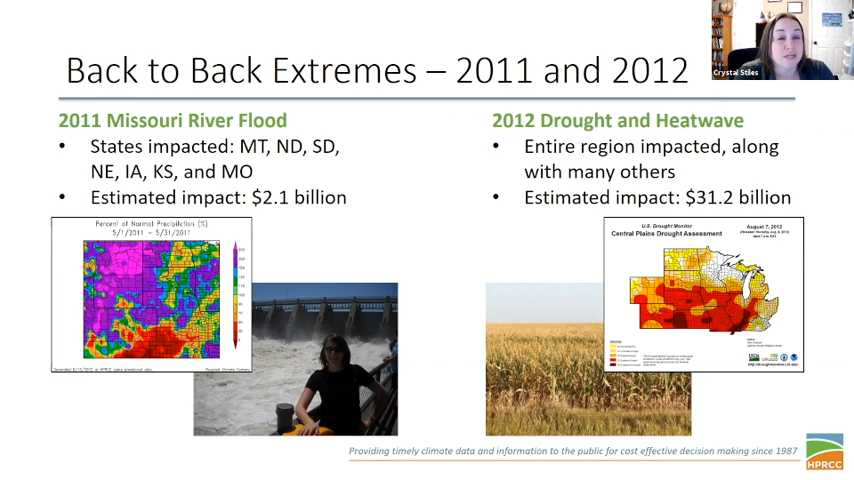 Crystal Stiles
Back to Back Extremes – 2011 and 2012
2011 Missouri River Flood
• States impacted: MT, ND, SD,
NE, IA, KS, and MO
• Estimated impact: $2.1 billion
Percent of Normal Precipitation (%)
5/1/2011 – 5/31/2011
Regional Climate Centers
2012 Drought and Heatwave
• Entire region impacted, along
with many others
• Estimated impact: $31.2 billion
U.S. Drought Monitor
Central Plains Drought Assessment
August 7, 2012
USDA
Providing timely climate data and information to the public for cost effective decision making since 1987
HPRCC